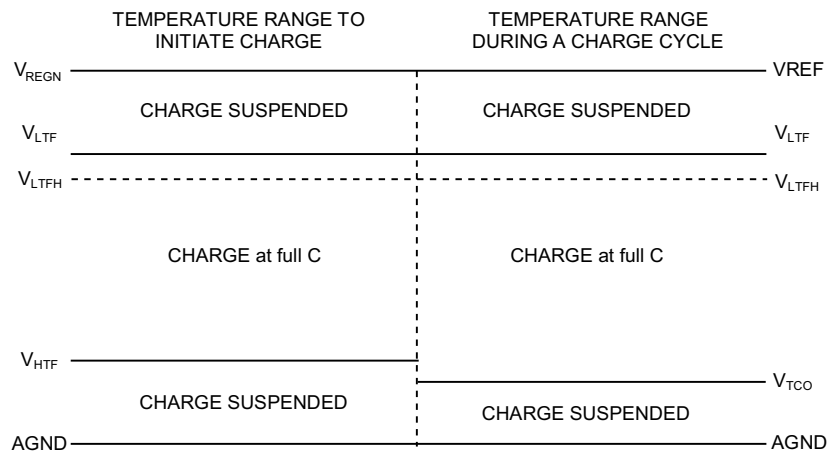 TEMPERATURE RANGE TO
INITIATE CHARGE
TEMPERATURE RANGE
DURING A CHARGE CYCLE
VREGN
VREF
CHARGE SUSPENDED
CHARGE SUSPENDED
VLTF
VLTF
VLTFH
VLTFH
CHARGE at full C
CHARGE at full C
VHTF
VTCO
CHARGE SUSPENDED
CHARGE SUSPENDED
AGND
AGND